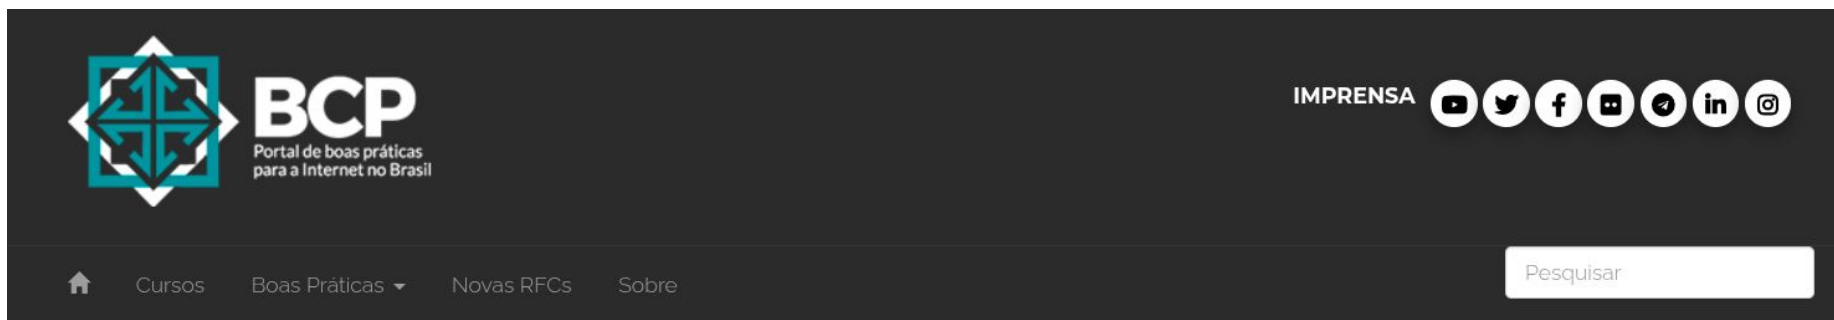 BCP
Portal de boas práticas
para a Internet no Brasil
IMPRENSA
Cursos Boas Práticas Novas RFCs Sobre
Pesquisar